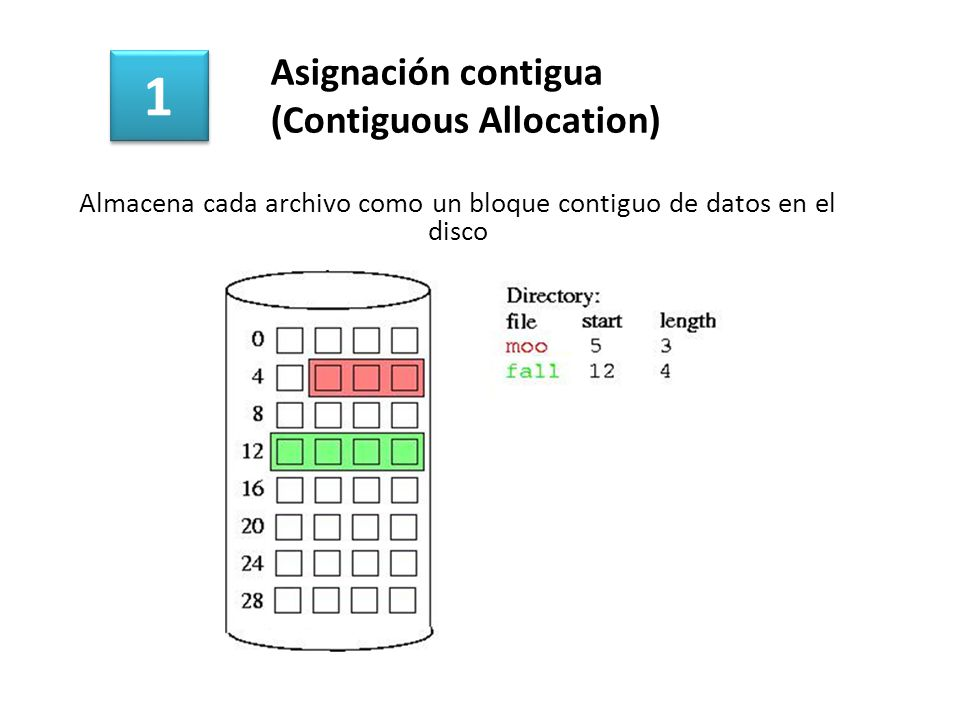 1
Asignación contigua
(Contiguous Allocation)
Almacena cada archivo como un bloque contiguo de datos en el
disco
0
4
8
12
16
20
24
28
Directory:
file start length
moo 5 3
fall 12 4